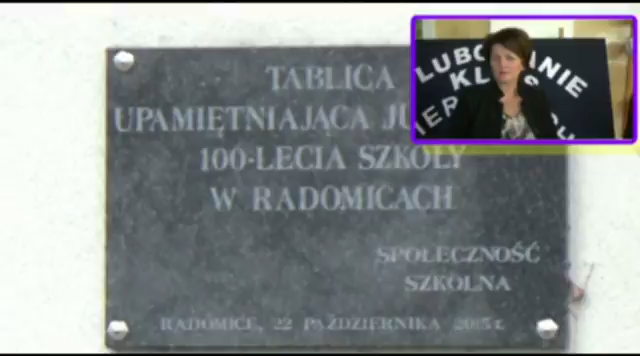 TABLICA
UPAMIĘTNIAJĄCA
100-LECIA SZKOŁY
W RADOMICACH
SPOŁECZNOŚĆ
SZKOLNA
RADOMICE, 22 PAŹDZIERNIKA 2015 r.